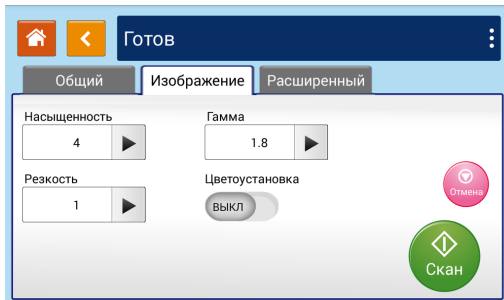 Готов
Общий
Изображение
Расширенный
Насыщенность
Гамма
4
1.8
Резкость
Цветоустановка
1
ВЫКЛ
Отмена
Скан